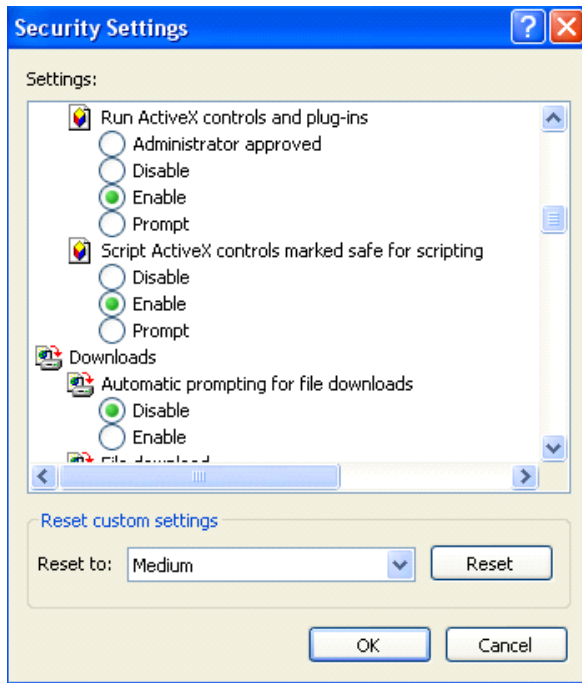 Security Settings
Settings:
Run ActiveX controls and plug-ins
Administrator approved
Disable
Enable
Prompt
Script ActiveX controls marked safe for scripting
Disable
Enable
Prompt
Downloads
Automatic prompting for file downloads
Disable
Enable
File download
Reset custom settings
Reset to: Medium Reset
OK Cancel